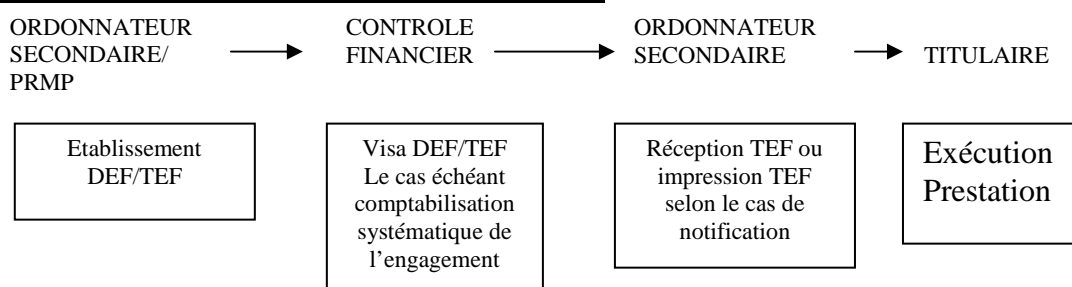 ORDONNATEUR
SECONDAIRE/
PRMP
CONTROLE
FINANCIER
ORDONNATEUR
SECONDAIRE
TITULAIRE
Etablissement
DEF/TEF
Visa DEF/TEF
Le cas échéant
comptabilisation
systématique de
l’engagement
Réception TEF ou
impression TEF
selon le cas de
notification
Exécution
Prestation